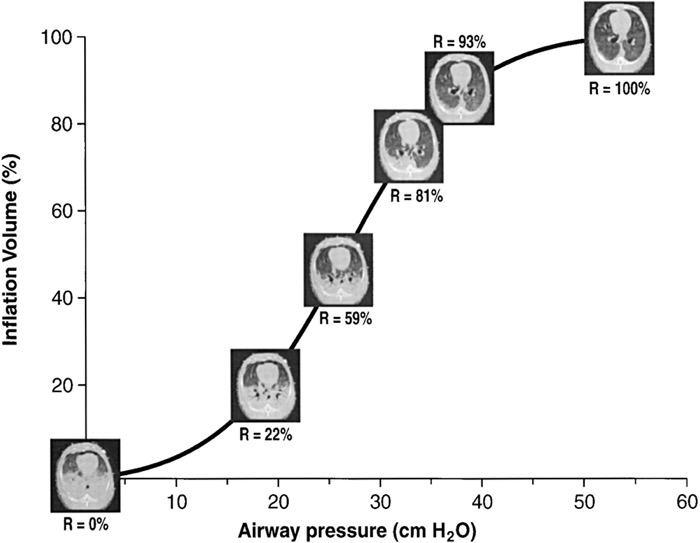 100
80
60
40
20
Inflation Volume (%)
R = 93%
R = 100%
R = 81%
R = 59%
R = 22%
R = 0%
10 20 30 40 50 60
Airway pressure (cm H₂O)